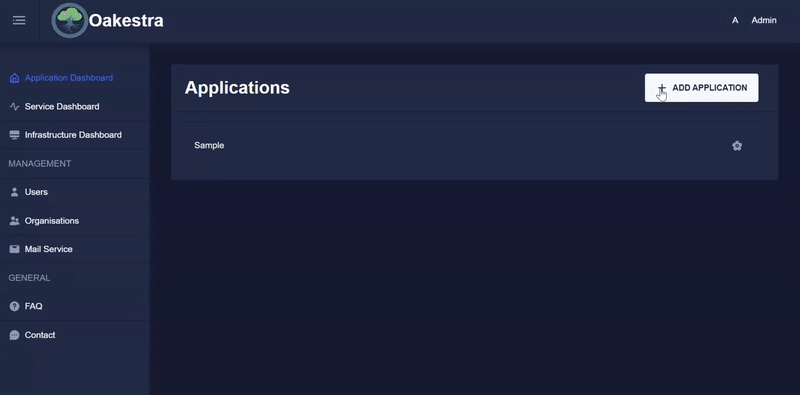 Oakestra
A Admin
Application Dashboard
Service Dashboard
Infrastructure Dashboard
MANAGEMENT
Users
Organisations
Mail Service
GENERAL
FAQ
Contact
Applications
ADD APPLICATION
Sample